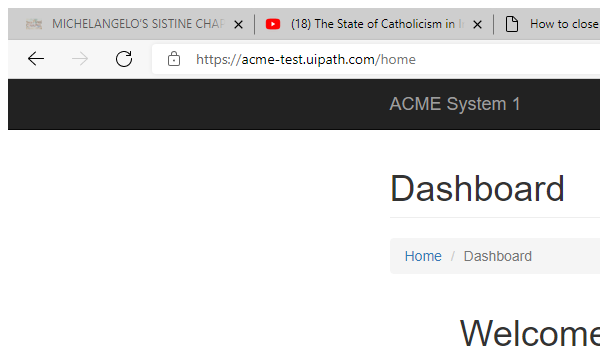 MICHELANGELO'S SISTINE CHAP
(18) The State of Catholicism in
How to close
https://acme-test.uipath.com/home
ACME System 1
Dashboard
Home / Dashboard
Welcome